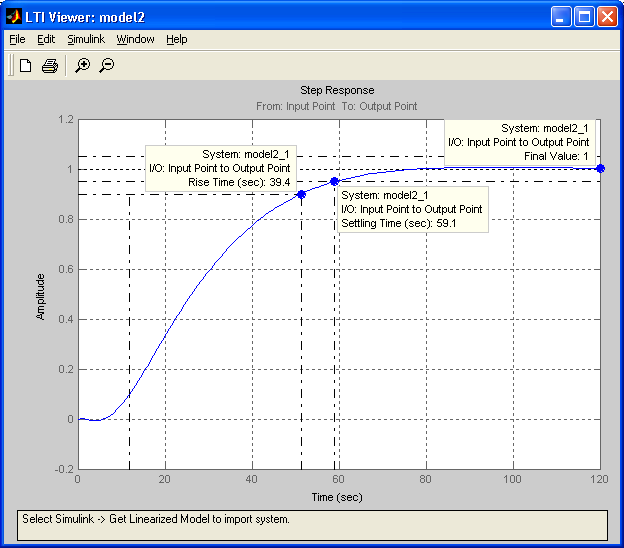 LTI Viewer: model2
File Edit Simulink Window Help
Step Response
From: Input Point To: Output Point
System: model2_1
I/O: Input Point to Output Point
Final Value: 1
System: model2_1
I/O: Input Point to Output Point
Rise Time (sec): 39.4
System: model2_1
I/O: Input Point to Output Point
Settling Time (sec): 59.1
Amplitude
1.2
1
0.8
0.6
0.4
0.2
0
-0.2
0 20 40 60 80 100 120
Time (sec)
Select Simulink -> Get Linearized Model to import system.